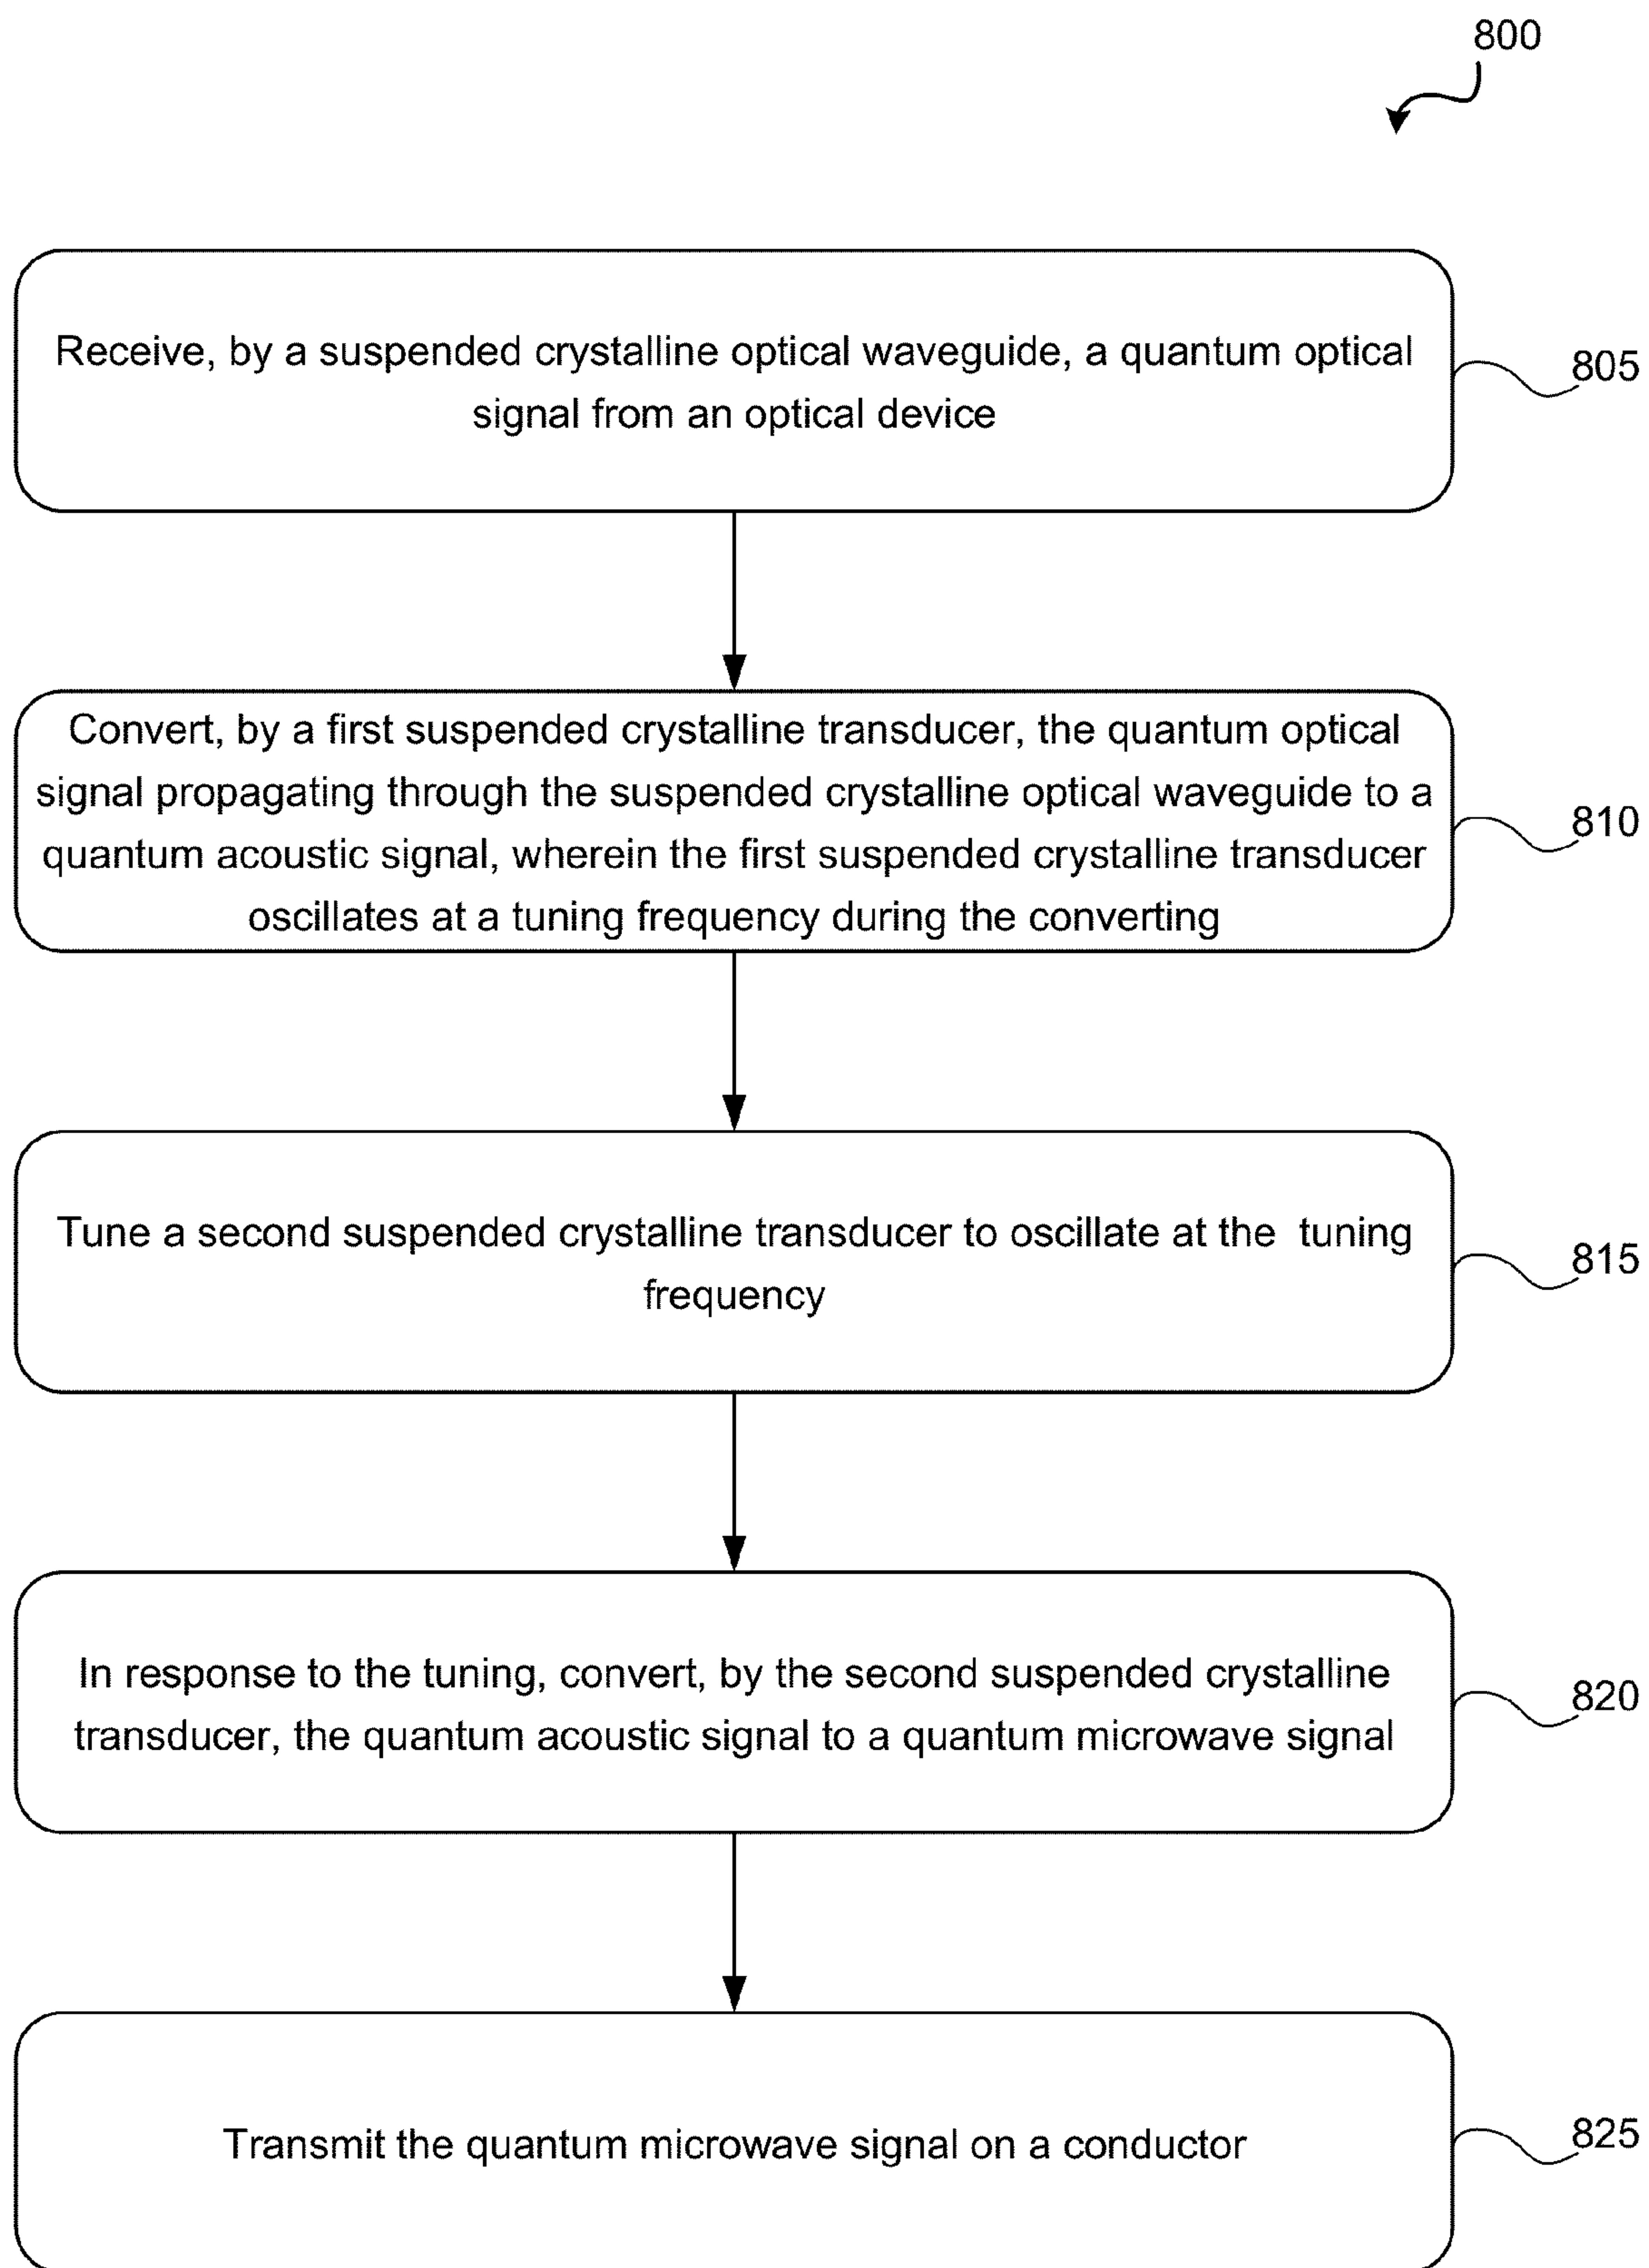 800
Receive, by a suspended crystalline optical waveguide, a quantum optical
signal from an optical device
805
Convert, by a first suspended crystalline transducer, the quantum optical
signal propagating through the suspended crystalline optical waveguide to a
quantum acoustic signal, wherein the first suspended crystalline transducer
oscillates at a tuning frequency during the converting
810
Tune a second suspended crystalline transducer to oscillate at the tuning
frequency
815
In response to the tuning, convert, by the second suspended crystalline
transducer, the quantum acoustic signal to a quantum microwave signal
820
Transmit the quantum microwave signal on a conductor
825